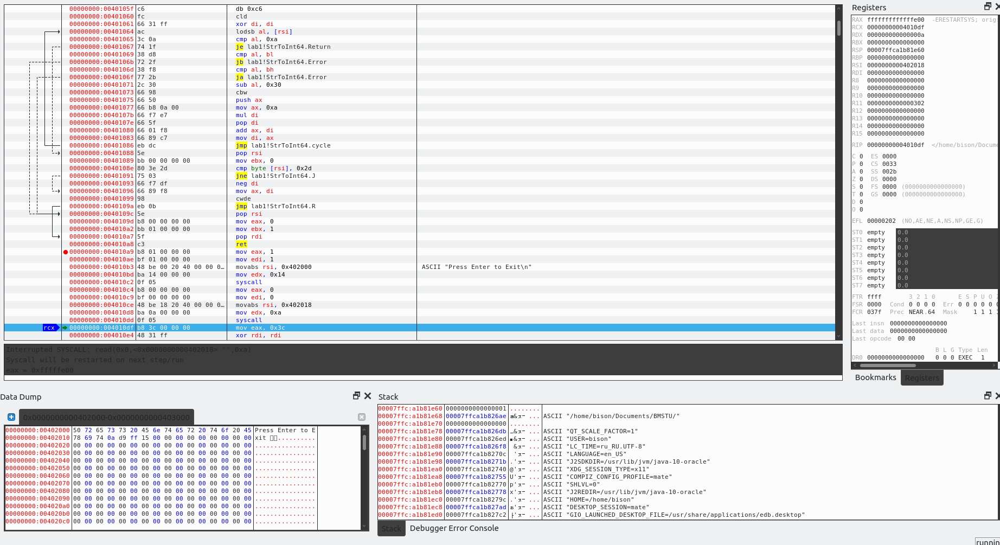 00000000:0040105f c6 db 0xc6
00000000:00401060 fc cld
00000000:00401061 66 31 ff xor di, di
00000000:00401064 ac lodsb al, [rsi]
00000000:00401065 3c 0a cmp al, 0xa
00000000:00401067 74 1f je lab1!StrToInt64.Return
00000000:00401069 38 d8 cmp al, bl
00000000:0040106b 72 2f jb lab1!StrToInt64.Error
00000000:0040106d 38 f8 cmp al, bh
00000000:0040106f 77 2b ja lab1!StrToInt64.Error
00000000:00401071 2c 30 sub al, 0x30
00000000:00401073 66 98 cbw
00000000:00401075 66 50 push ax
00000000:00401077 66 b8 0a 00 mov ax, 0xa
00000000:0040107b 66 f7 e7 mul di
00000000:0040107e 66 5f pop di
00000000:00401080 66 01 f8 add ax, di
00000000:00401083 66 89 c7 mov di, ax
00000000:00401086 eb dc jmp lab1!StrToInt64.cycle
00000000:00401088 5e pop rsi
00000000:00401089 bb 00 00 00 00 mov ebx, 0
00000000:0040108e 80 3e 2d cmp byte [rsi], 0x2d
00000000:00401091 75 03 jne lab1!StrToInt64.J
00000000:00401093 66 f7 df neg di
00000000:00401096 66 89 f8 mov ax, di
00000000:00401099 98 cwde
00000000:0040109a eb 0b jmp lab1!StrToInt64.R
00000000:0040109c 5e pop rsi
00000000:0040109d b8 00 00 00 00 mov eax, 0
00000000:004010a2 bb 01 00 00 00 mov ebx, 1
00000000:004010a7 5f pop rdi
00000000:004010a8 c3 ret
00000000:004010a9 b8 01 00 00 00 mov eax, 1
00000000:004010ae bf 01 00 00 00 mov edi, 1
00000000:004010b3 48 be 00 20 40 00 00 0… movabs rsi, 0x402000 ASCII "Press Enter to Exit\n"
00000000:004010bd ba 14 00 00 00 mov edx, 0x14
00000000:004010c2 0f 05 syscall
00000000:004010c4 b8 00 00 00 00 mov eax, 0
00000000:004010c9 bf 00 00 00 00 mov edi, 0
00000000:004010ce 48 be 18 20 40 00 00 0… movabs rsi, 0x402018
00000000:004010d8 ba 0a 00 00 00 mov edx, 0xa
00000000:004010dd 0f 05 syscall
rcx 00000000:004010df b8 3c 00 00 00 mov eax, 0x3c
00000000:004010e4 48 31 ff xor rdi, rdi
Interrupted SYSCALL: read(0x0,<0x0000000000402018> "",0xa)
Syscall will be restarted on next step/run
eax = 0xfffffe00
Registers
RAX fffffffffffffe00 -ERESTARTSYS; orig:
RCX 00000000004010df
RDX 000000000000000a
RBX 0000000000000000
RSP 00007ffca1b81e60
RBP 0000000000000000
RSI 0000000000402018
RDI 0000000000000000
R8 0000000000000000
R9 0000000000000000
R10 0000000000000000
R11 0000000000000302
R12 0000000000000000
R13 0000000000000000
R14 0000000000000000
R15 0000000000000000
RIP 00000000004010df </home/bison/Docume
C 0 ES 0000
P 0 CS 0033
A 0 SS 002b
Z 0 DS 0000
S 0 FS 0000 (0000000000000000)
T 0 GS 0000 (0000000000000000)
D 0
O 0
EFL 00000202 (NO,AE,NE,A,NS,NP,GE,G)
ST0 empty 0.0
ST1 empty 0.0
ST2 empty 0.0
ST3 empty 0.0
ST4 empty 0.0
ST5 empty 0.0
ST6 empty 0.0
ST7 empty 0.0
FTR ffff 3 2 1 0 E S P U O Z
FSR 0000 Cond 0 0 0 0 Err 0 0 0 0 0 0
FCR 037f Prec NEAR,64 Mask 1 1 1 1
Last insn 0000000000000000
Last data 0000000000000000
Last opcode 00 00
B L G Type Len
DR0 0000000000000000 0 0 0 EXEC 1
Bookmarks Registers
Data Dump
0x0000000000402000-0x0000000000403000
00000000:00402000 50 72 65 73 73 20 45 6e 74 65 72 20 74 6f 20 45 Press Enter to E
00000000:00402010 78 69 74 0a d9 ff 15 00 00 00 00 00 00 00 00 00 xit ..........
00000000:00402020 00 00 00 00 00 00 00 00 00 00 00 00 00 00 00 00 ................
00000000:00402030 00 00 00 00 00 00 00 00 00 00 00 00 00 00 00 00 ................
00000000:00402040 00 00 00 00 00 00 00 00 00 00 00 00 00 00 00 00 ................
00000000:00402050 00 00 00 00 00 00 00 00 00 00 00 00 00 00 00 00 ................
00000000:00402060 00 00 00 00 00 00 00 00 00 00 00 00 00 00 00 00 ................
00000000:00402070 00 00 00 00 00 00 00 00 00 00 00 00 00 00 00 00 ................
00000000:00402080 00 00 00 00 00 00 00 00 00 00 00 00 00 00 00 00 ................
00000000:00402090 00 00 00 00 00 00 00 00 00 00 00 00 00 00 00 00 ................
00000000:004020a0 00 00 00 00 00 00 00 00 00 00 00 00 00 00 00 00 ................
00000000:004020b0 00 00 00 00 00 00 00 00 00 00 00 00 00 00 00 00 ................
00000000:004020c0 00 00 00 00 00 00 00 00 00 00 00 00 00 00 00 00 ................
Stack
00007ffc:a1b81e60 0000000000000001 ........
00007ffc:a1b81e68 00007ffca1b826ae ASCII "/home/bison/Documents/BMSTU/"
00007ffc:a1b81e70 0000000000000000 ........
00007ffc:a1b81e78 00007ffca1b826db ASCII "QT_SCALE_FACTOR=1"
00007ffc:a1b81e80 00007ffca1b826ed ASCII "USER=bison"
00007ffc:a1b81e88 00007ffca1b826f8 ASCII "LC_TIME=ru_RU.UTF-8"
00007ffc:a1b81e90 00007ffca1b8270c ASCII "LANGUAGE=en_US"
00007ffc:a1b81e98 00007ffca1b8271b ASCII "J2SDKDIR=/usr/lib/jvm/java-10-oracle"
00007ffc:a1b81ea0 00007ffca1b82740 ASCII "XDG_SESSION_TYPE=x11"
00007ffc:a1b81ea8 00007ffca1b82755 ASCII "COMPIZ_CONFIG_PROFILE=mate"
00007ffc:a1b81eb0 00007ffca1b82770 ASCII "SHLVL=0"
00007ffc:a1b81eb8 00007ffca1b82778 ASCII "J2REDIR=/usr/lib/jvm/java-10-oracle"
00007ffc:a1b81ec0 00007ffca1b8279c ASCII "HOME=/home/bison"
00007ffc:a1b81ec8 00007ffca1b827ad ASCII "DESKTOP_SESSION=mate"
00007ffc:a1b81ed0 00007ffca1b827c2 ASCII "GIO_LAUNCHED_DESKTOP_FILE=/usr/share/applications/edb.desktop"
Stack Debugger Error Console
runnin